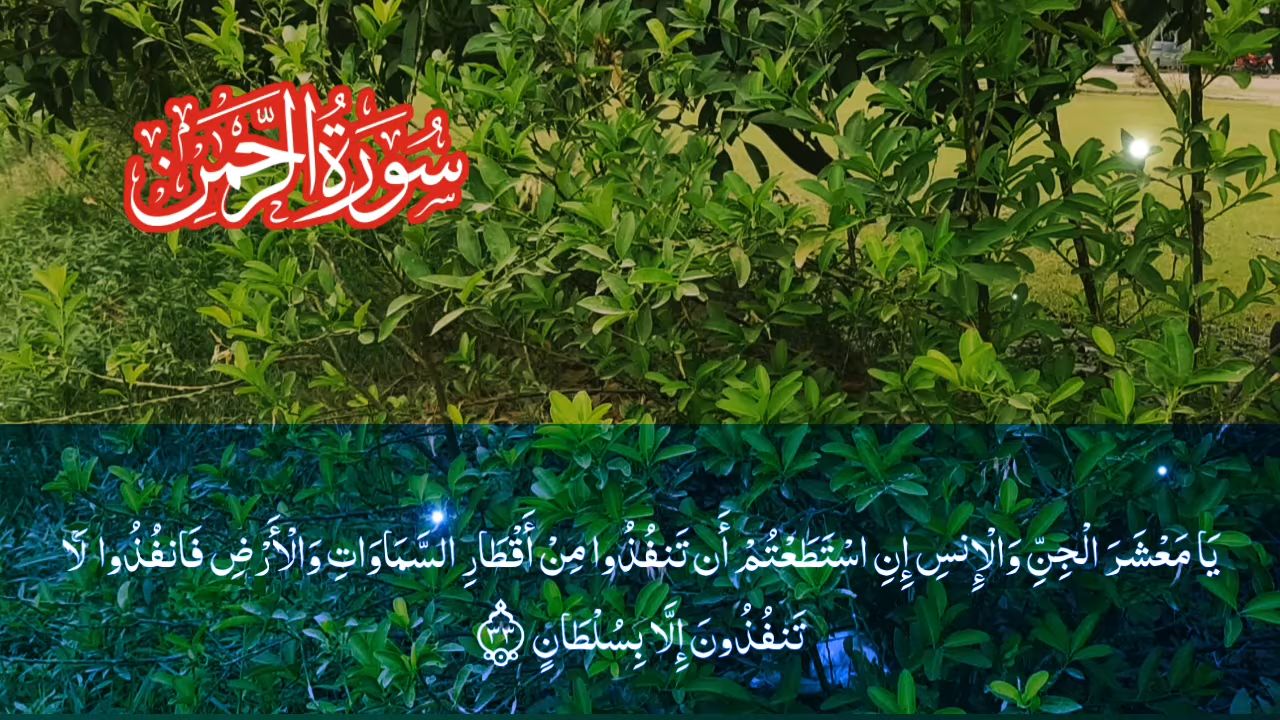 سُورَةُ الرَّحْمَٰن
يَا مَعْشَرَ الْجِنِّ وَالْإِنسِ إِنِ اسْتَطَعْتُمْ أَن تَنفُذُوا مِنْ أَقْطَارِ السَّمَاوَاتِ وَالْأَرْضِ فَانفُذُوا لَا
تَنفُذُونَ إِلَّا بِسُلْطَانٍ ۝٣٣